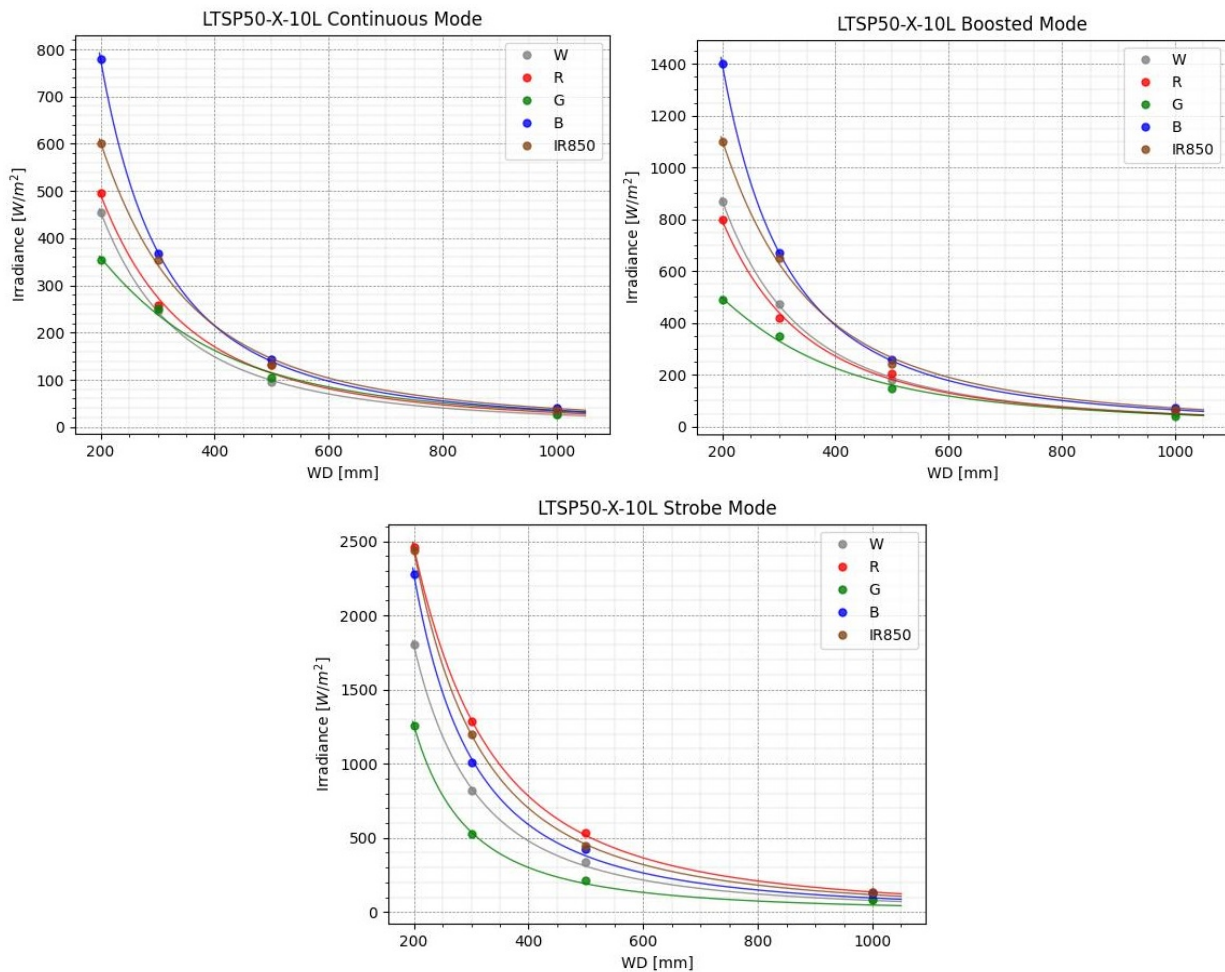 LTSP50-X-10L Continuous Mode
Irradiance [W/m²]
800
700
600
500
400
300
200
100
0
W
R
G
B
IR850
200
400
600
800
1000
WD [mm]
LTSP50-X-10L Boosted Mode
Irradiance [W/m²]
1400
1200
1000
800
600
400
200
0
W
R
G
B
IR850
200
400
600
800
1000
WD [mm]
LTSP50-X-10L Strobe Mode
Irradiance [W/m²]
2500
2000
1500
1000
500
0
W
R
G
B
IR850
200
400
600
800
1000
WD [mm]